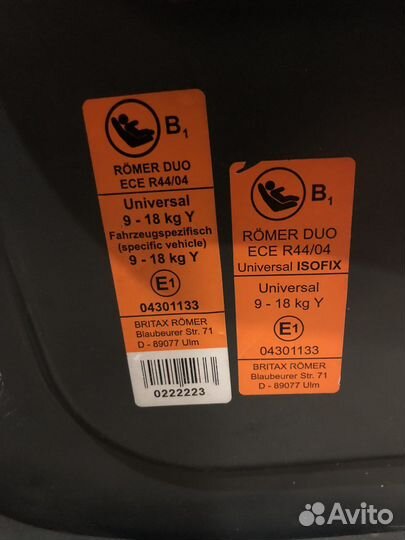 B1
RÖMER DUO
ECE R44/04
Universal
9 - 18 kg Y
Fahrzeugspezifisch
(specific vehicle)
9 - 18 kg Y
E1
04301133
BRITAX RÖMER
Blaubeurer Str. 71
D - 89077 Ulm
0222223
B1
RÖMER DUO
ECE R44/04
Universal ISOFIX
Universal
9 - 18 kg Y
E1
04301133
BRITAX RÖMER
Blaubeurer Str. 71
D - 89077 Ulm
Avito